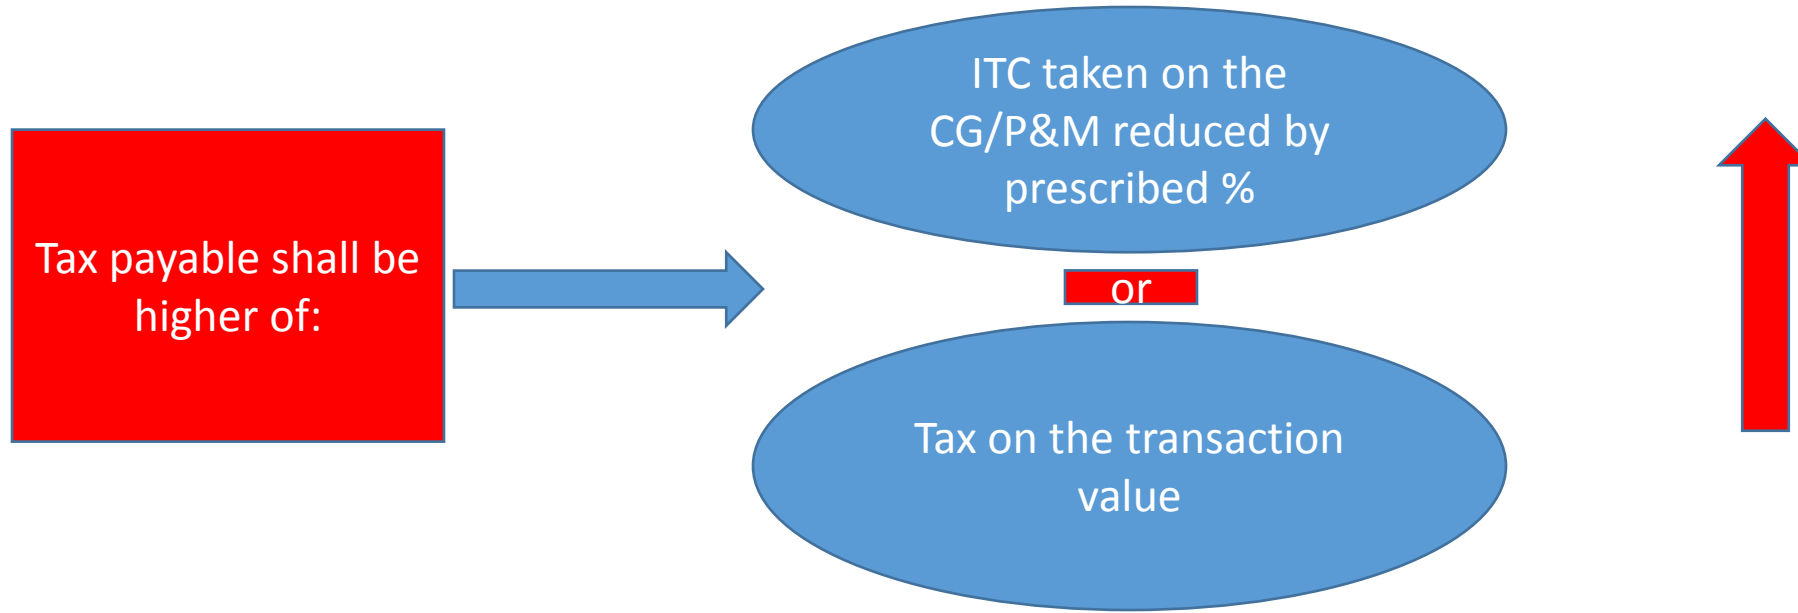 Tax payable shall be
higher of:
ITC taken on the
CG/P&M reduced by
prescribed %
or
Tax on the transaction
value